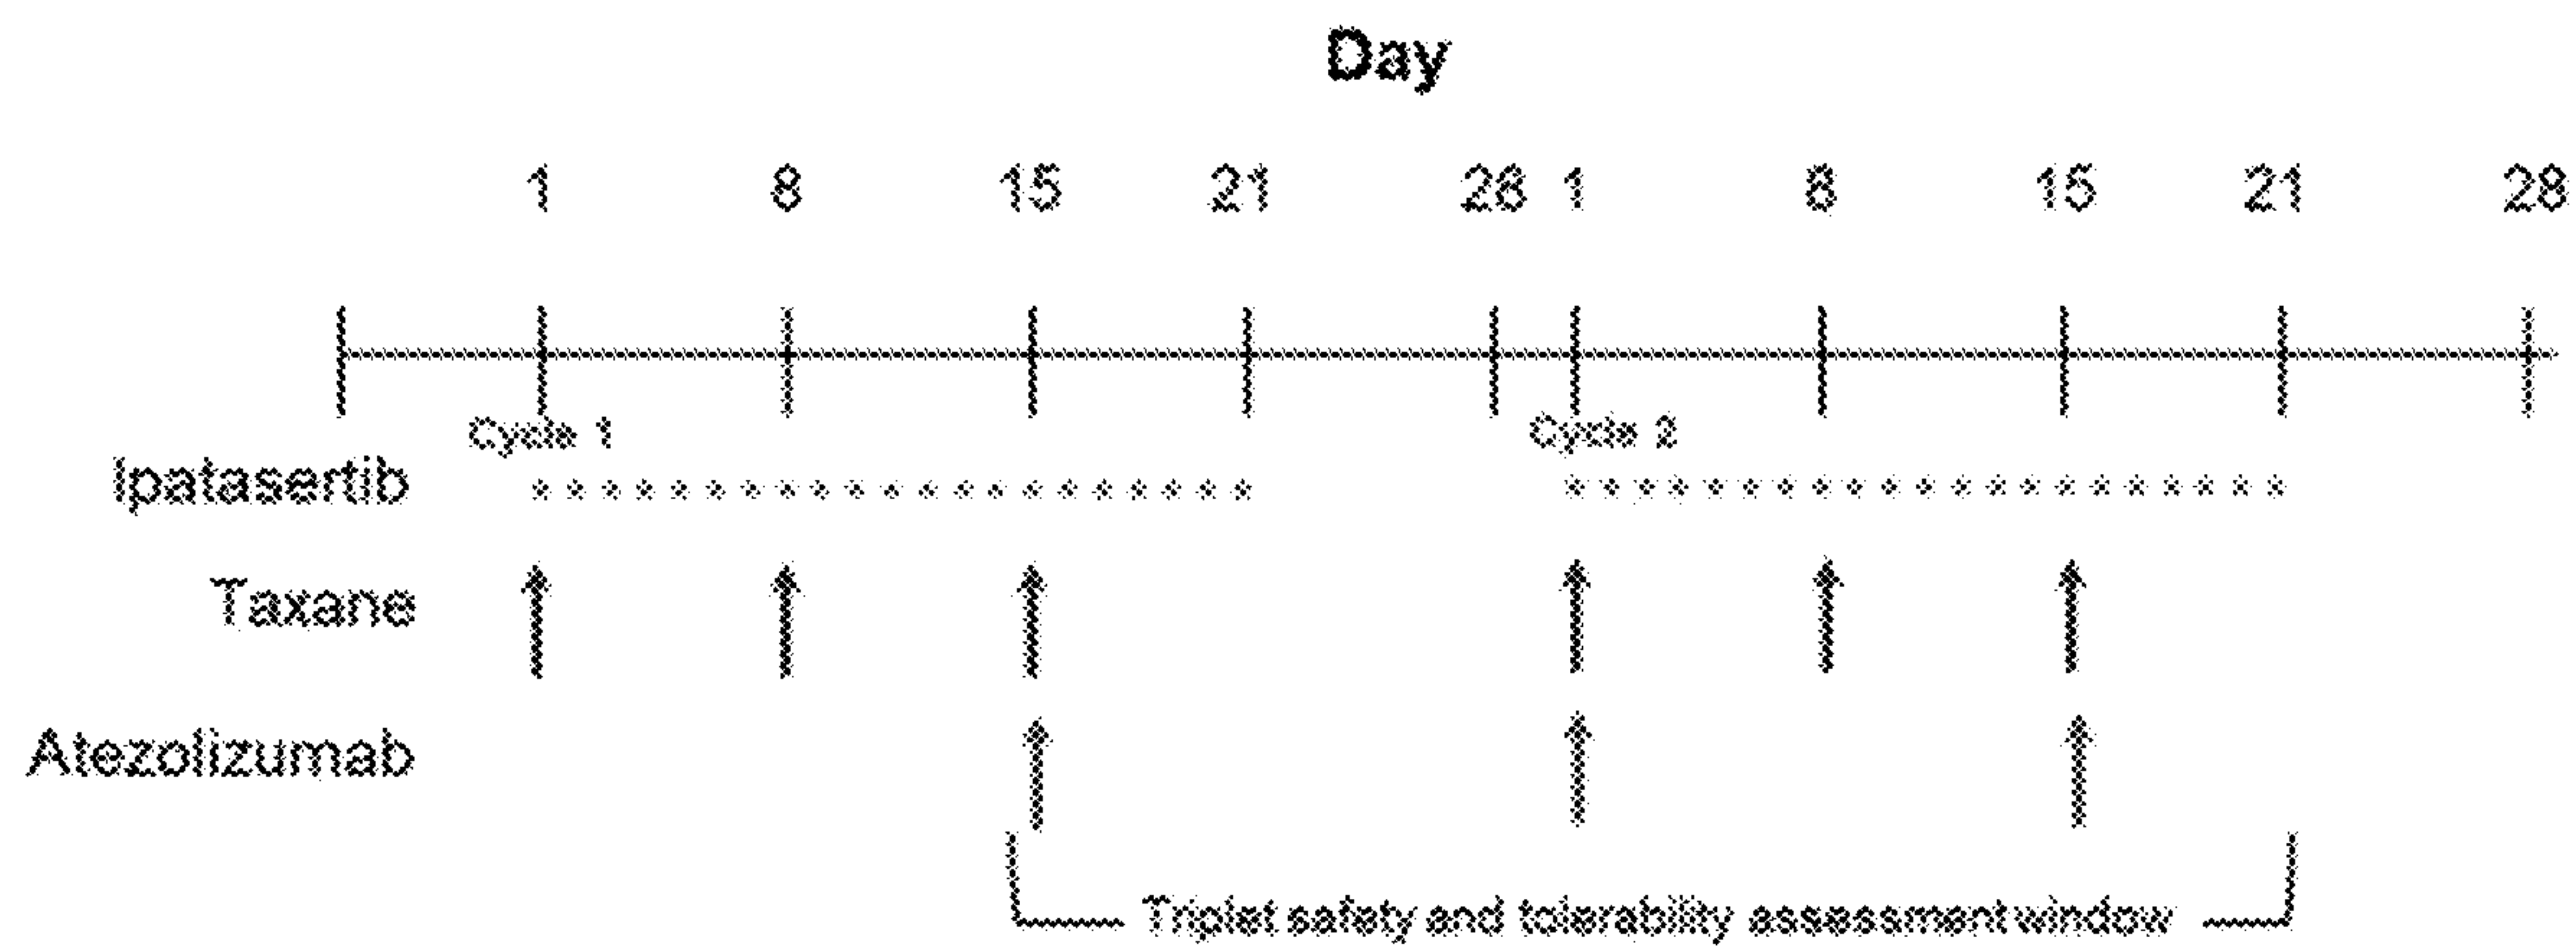 Day
1 8 15 21 28 1 8 15 21 28
Cycle 1 Cycle 2
Ipatasertib
Taxane
Atezolizumab
Triplet safety and tolerability assessment window